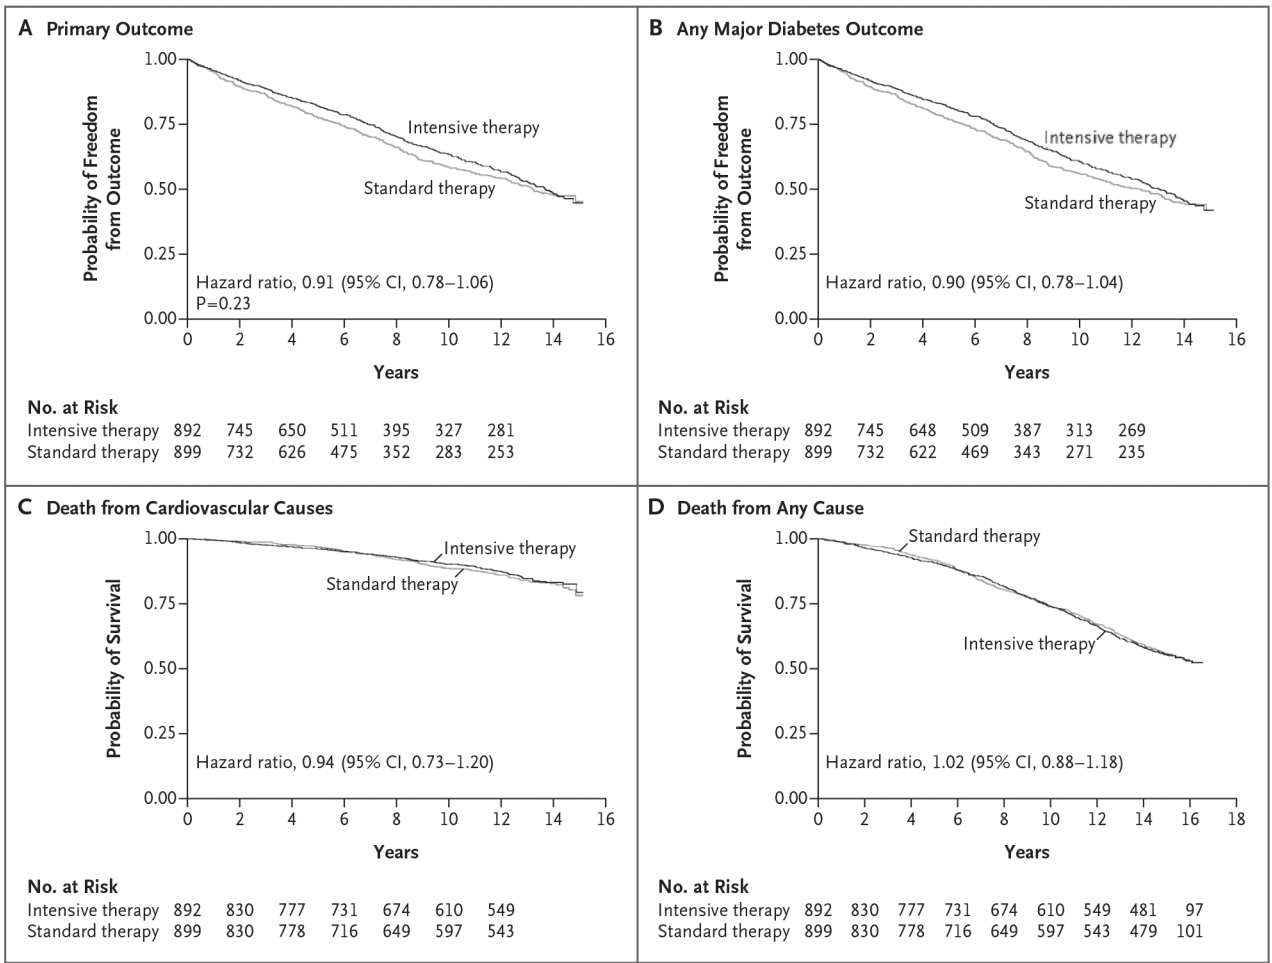 A Primary Outcome
1.00
0.75
0.50
0.25
0.00
Probability of Freedom
from Outcome
Intensive therapy
Standard therapy
Hazard ratio, 0.91 (95% CI, 0.78–1.06)
P=0.23
0 2 4 6 8 10 12 14 16
Years
No. at Risk
Intensive therapy 892 745 650 511 395 327 281
Standard therapy 899 732 626 475 352 283 253
B Any Major Diabetes Outcome
1.00
0.75
0.50
0.25
0.00
Probability of Freedom
from Outcome
Intensive therapy
Standard therapy
Hazard ratio, 0.90 (95% CI, 0.78–1.04)
0 2 4 6 8 10 12 14 16
Years
No. at Risk
Intensive therapy 892 745 648 509 387 313 269
Standard therapy 899 732 622 469 343 271 235
C Death from Cardiovascular Causes
1.00
0.75
0.50
0.25
0.00
Probability of Survival
Intensive therapy
Standard therapy
Hazard ratio, 0.94 (95% CI, 0.73–1.20)
0 2 4 6 8 10 12 14 16
Years
No. at Risk
Intensive therapy 892 830 777 731 674 610 549
Standard therapy 899 830 778 716 649 597 543
D Death from Any Cause
1.00
0.75
0.50
0.25
0.00
Probability of Survival
Standard therapy
Intensive therapy
Hazard ratio, 1.02 (95% CI, 0.88–1.18)
0 2 4 6 8 10 12 14 16 18
Years
No. at Risk
Intensive therapy 892 830 777 731 674 610 549 481 97
Standard therapy 899 830 778 716 649 597 543 479 101